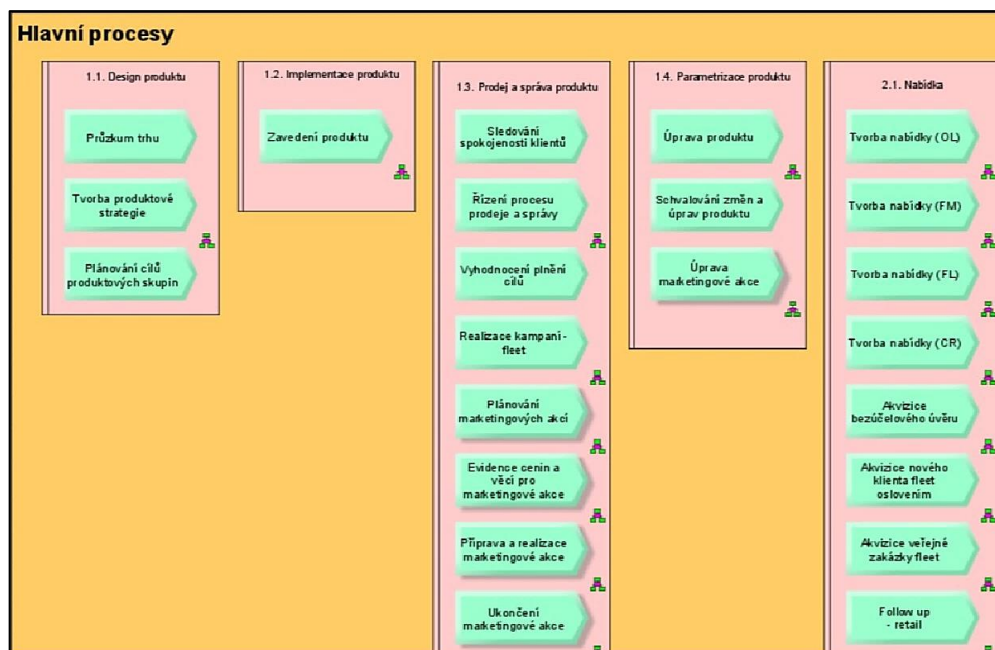 Hlavní procesy
1.1. Design produktu
Průzkum trhu
Tvorba produktové
strategie
Plánování cílů
produktových skupin
1.2. Implementace produktu
Zavedení produktu
1.3. Prodej a správa produktu
Sledování
spokojenosti klientů
Řízení procesu
prodeje a správy
Vyhodnocení plnění
cílů
Realizace kampaní -
fleet
Plánování
marketingových akcí
Evidence cenin a
věcí pro
marketingové akce
Příprava a realizace
marketingové akce
Ukončení
marketingové akce
1.4. Parametrizace produktu
Úprava produktu
Schvalování změn a
úprav produktu
Úprava
marketingové akce
2.1. Nabídka
Tvorba nabídky (OL)
Tvorba nabídky (FM)
Tvorba nabídky (FL)
Tvorba nabídky (CR)
Akvizice
bezúčelového úvěru
Akvizice nového
klienta fleet
oslovením
Akvizice veřejné
zakázky fleet
Follow up
- retail